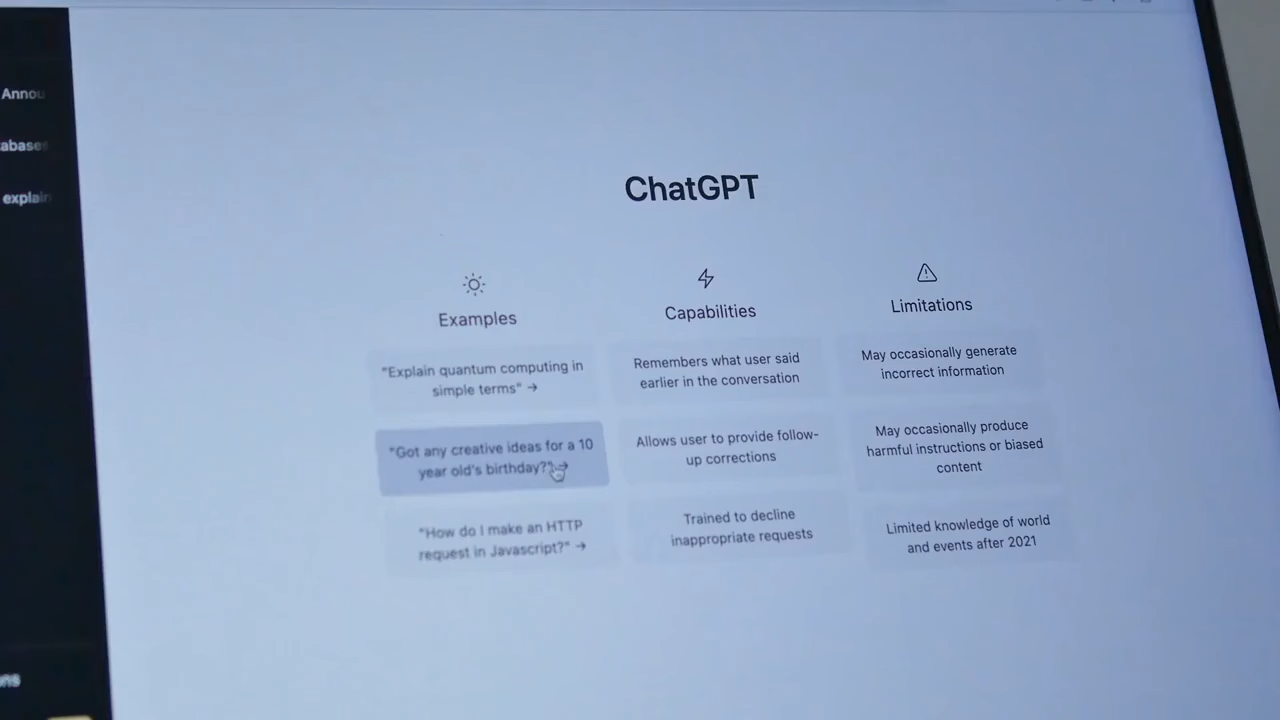 Annou
abases
explain
ChatGPT
Examples
"Explain quantum computing in
simple terms" →
"Got any creative ideas for a 10
year old's birthday?" →
"How do I make an HTTP
request in Javascript?" →
Capabilities
Remembers what user said
earlier in the conversation
Allows user to provide follow-
up corrections
Trained to decline
inappropriate requests
Limitations
May occasionally generate
incorrect information
May occasionally produce
harmful instructions or biased
content
Limited knowledge of world
and events after 2021
ons